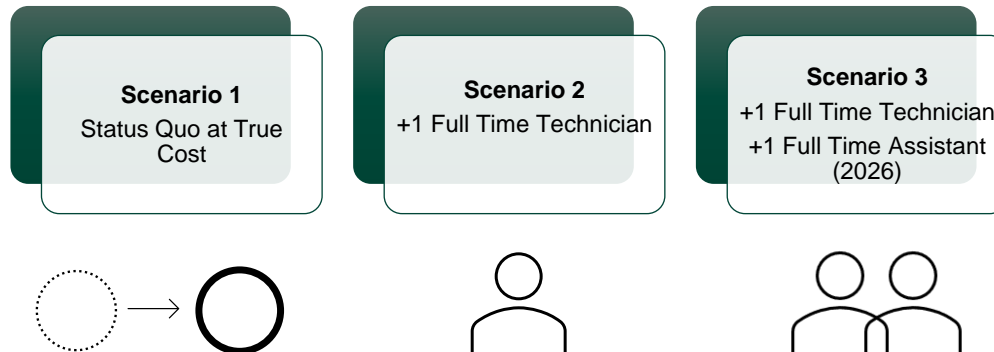 Scenario 1
Status Quo at True
Cost
Scenario 2
+1 Full Time Technician
Scenario 3
+1 Full Time Technician
+1 Full Time Assistant
(2026)